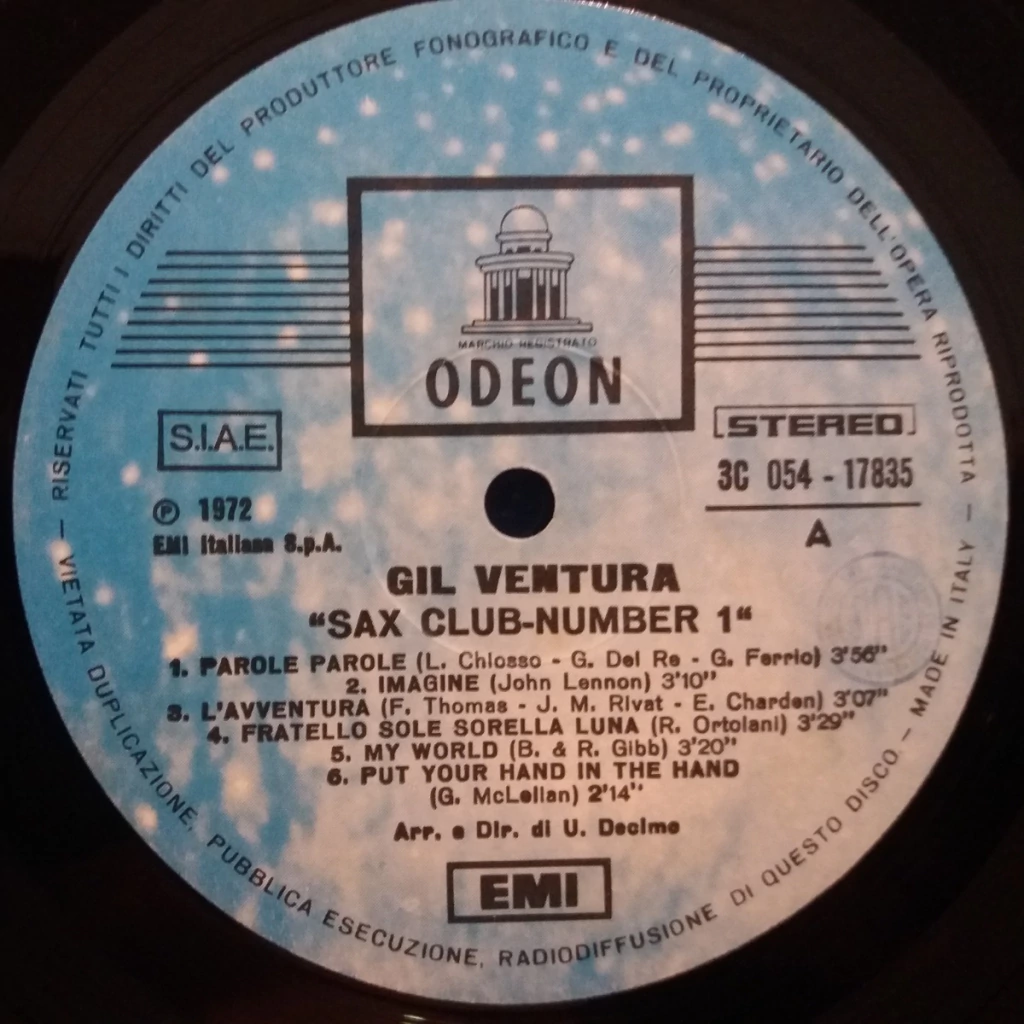 RISERVATI TUTTI I DIRITTI DEL PRODUTTORE FONOGRAFICO E DEL PROPRIETARIO DELL'OPERA RIPRODOTTA
MARCHIO REGISTRATO
ODEON
S.I.A.E.
STEREO
3C 054 - 17835
℗ 1972
EMI Italiana S.p.A.
A
GIL VENTURA
"SAX CLUB-NUMBER 1"
1. PAROLE PAROLE (L. Chiosso - G. Del Re - G. Ferrio) 3'56"
2. IMAGINE (John Lennon) 3'10"
3. L'AVVENTURA (F. Thomas - J. M. Rivat - E. Charden) 3'07"
4. FRATELLO SOLE SORELLA LUNA (R. Ortolani) 3'29"
5. MY WORLD (B. & R. Gibb) 3'20"
6. PUT YOUR HAND IN THE HAND
(G. McLellan) 2'14"
Arr. e Dir. di U. Decimo
EMI
— VIETATA DUPLICAZIONE, PUBBLICA ESECUZIONE, RADIODIFFUSIONE DI QUESTO DISCO. — MADE IN ITALY —